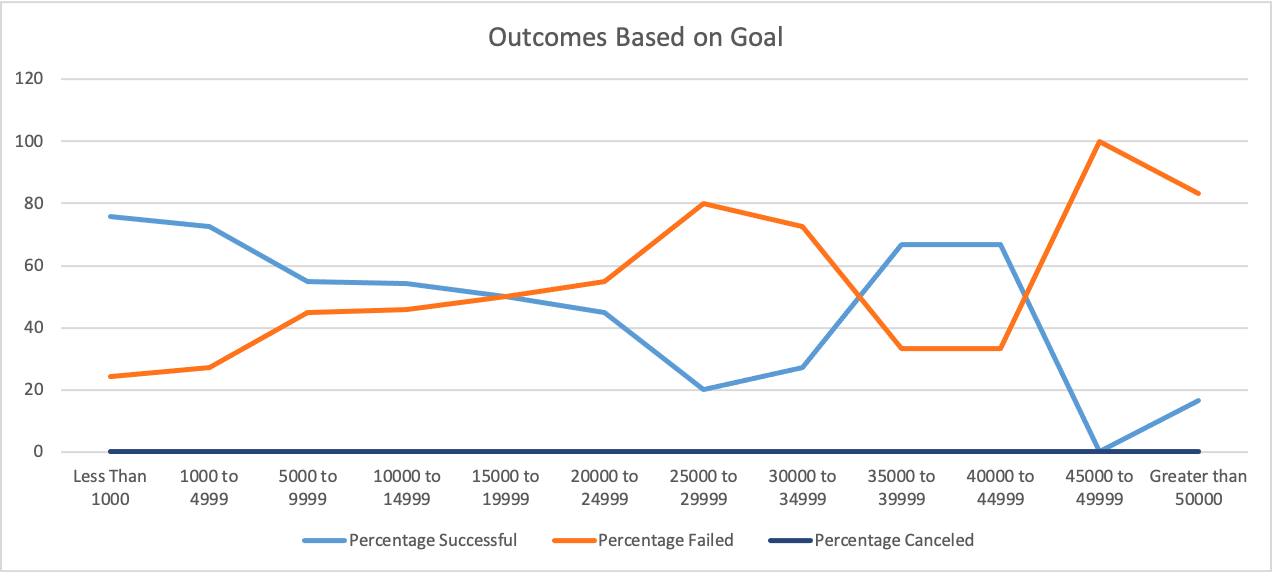 Outcomes Based on Goal
120
100
80
60
40
20
0
Less Than 1000 to 5000 to 10000 to 15000 to 20000 to 25000 to 30000 to 35000 to 40000 to 45000 to Greater than
1000 4999 9999 14999 19999 24999 29999 34999 39999 44999 49999 50000
Percentage Successful Percentage Failed Percentage Canceled